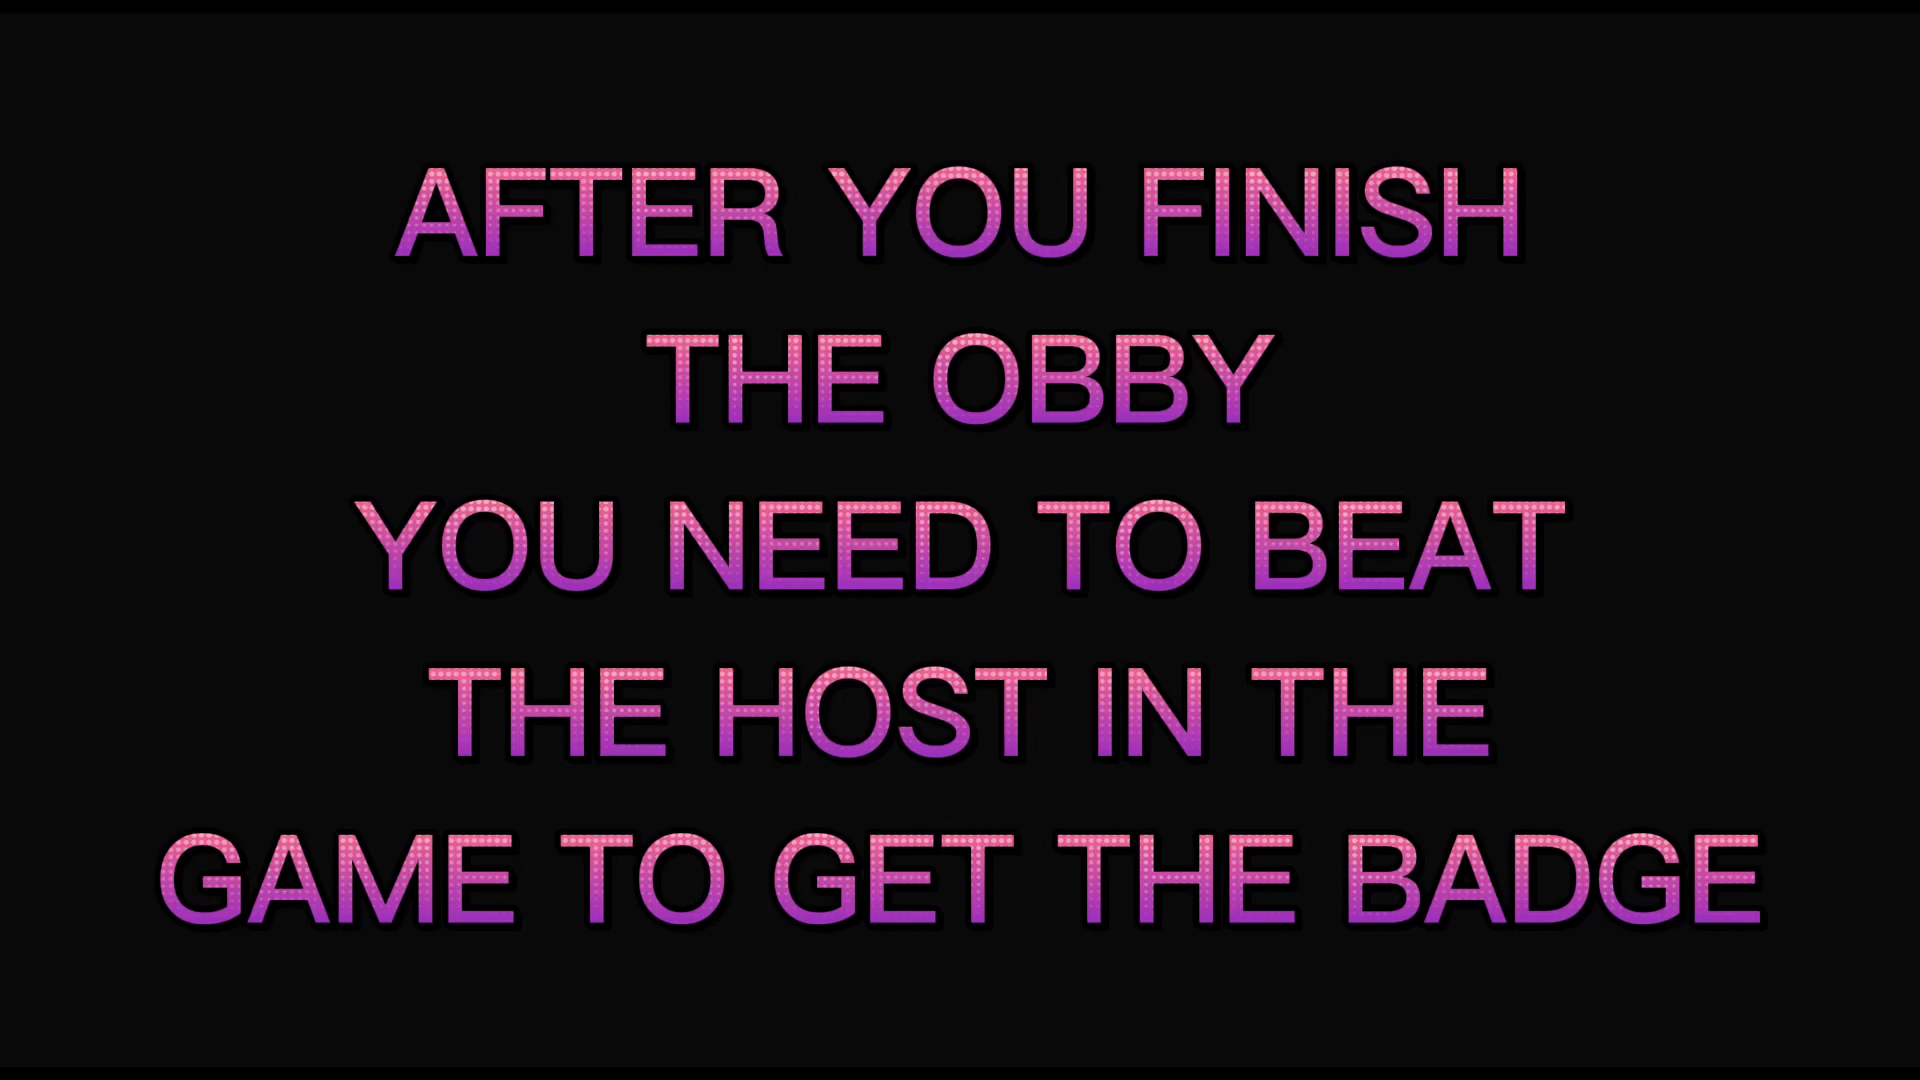 AFTER YOU FINISH
THE OBBY
YOU NEED TO BEAT
THE HOST IN THE
GAME TO GET THE BADGE